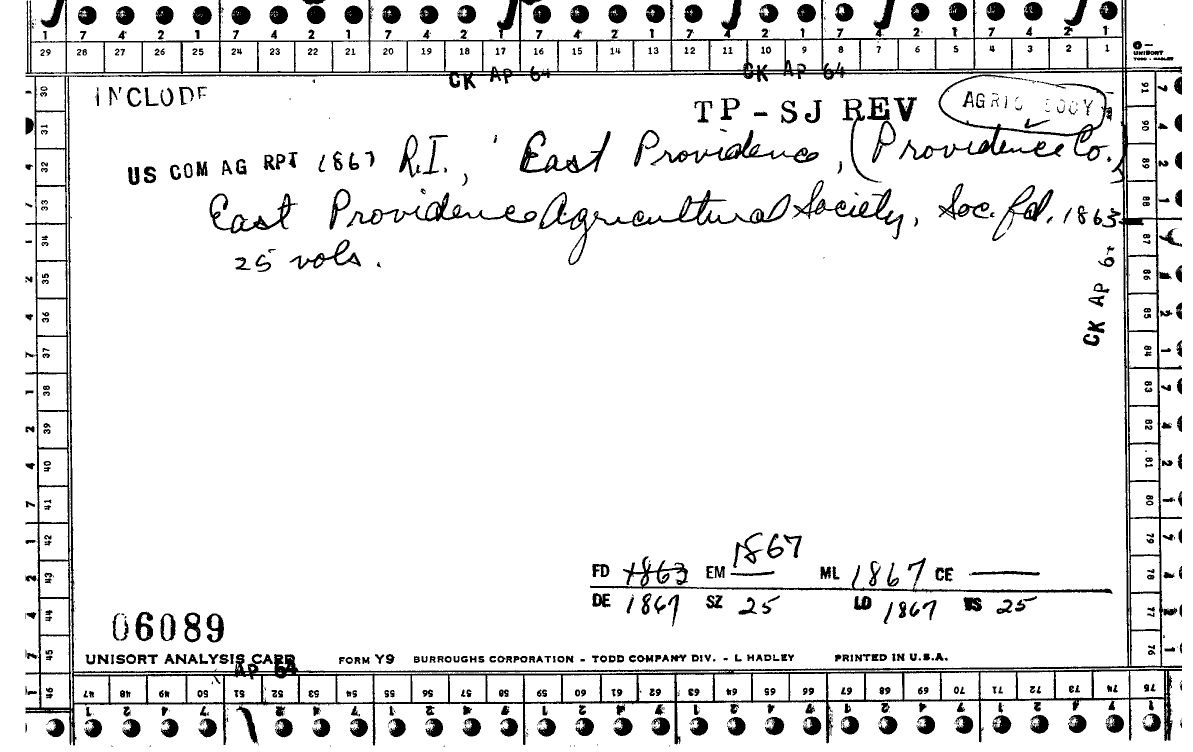 1 7 4 2 1 7 4 2 1 7 4 2 1 7 4 2 1 7 4 2 1 7 4 2 1 7 4 2 1
29 28 27 26 25 24 23 22 21 20 19 18 17 16 15 14 13 12 11 10 9 8 7 6 5 4 3 2 1
UNISORT
TODD - HADLEY
CK AP 64 CK AP 64
INCLUDE
TP-SJ REV AGRIC
US COM AG RPT 1867 R.I., East Providence, (Providence Co.)
East Providence Agricultural Society, Soc. fd. 1863
25 vols.
CK AP 64
30 31 32 33 34 35 36 37 38 39 40 41 42 43 44 45 46
91 90 89 88 87 86 85 84 83 82 81 80 79 78 77 76 75
1867
FD 1863 EM ML 1867 CE
DE 1867 SZ 25 LD 1867 WS 25
06089
UNISORT ANALYSIS CARD FORM Y9 BURROUGHS CORPORATION - TODD COMPANY DIV. - L HADLEY PRINTED IN U.S.A.
AP 64
47 48 49 50 51 52 53 54 55 56 57 58 59 60 61 62 63 64 65 66 67 68 69 70 71 72 73 74 75